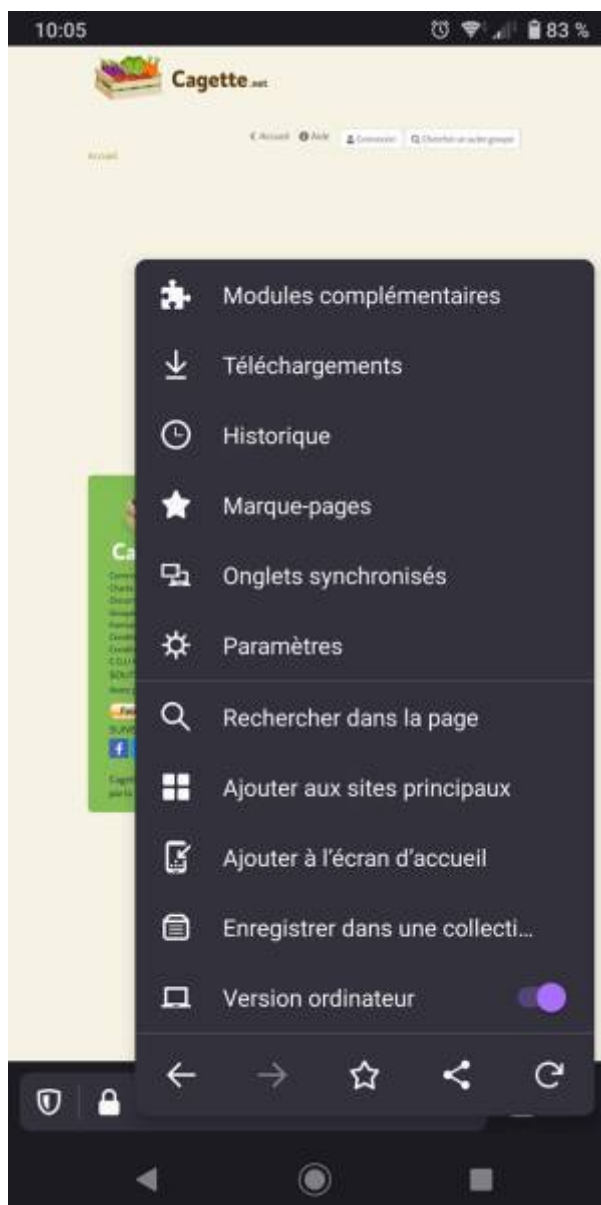 10:05
83 %
Cagette.net
Accueil Aide Connexion Chercher un autre groupe
Accueil
Modules complémentaires
Téléchargements
Historique
Marque-pages
Onglets synchronisés
Paramètres
Rechercher dans la page
Ajouter aux sites principaux
Ajouter à l'écran d'accueil
Enregistrer dans une collecti...
Version ordinateur